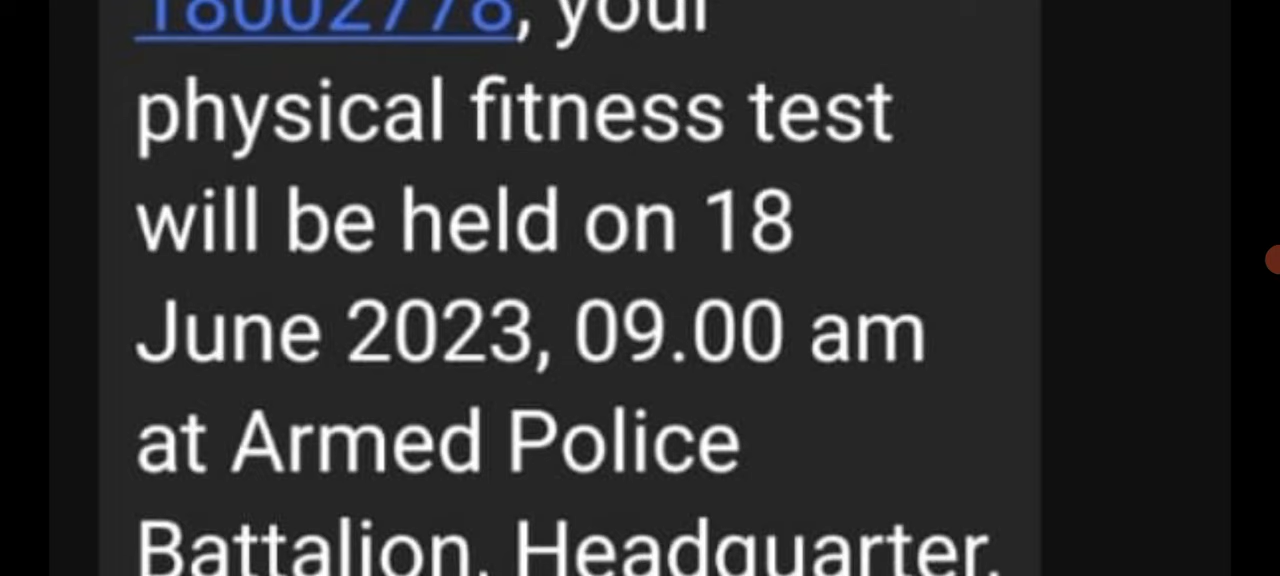 18002778, your
physical fitness test
will be held on 18
June 2023, 09.00 am
at Armed Police
Battalion, Headquarter,